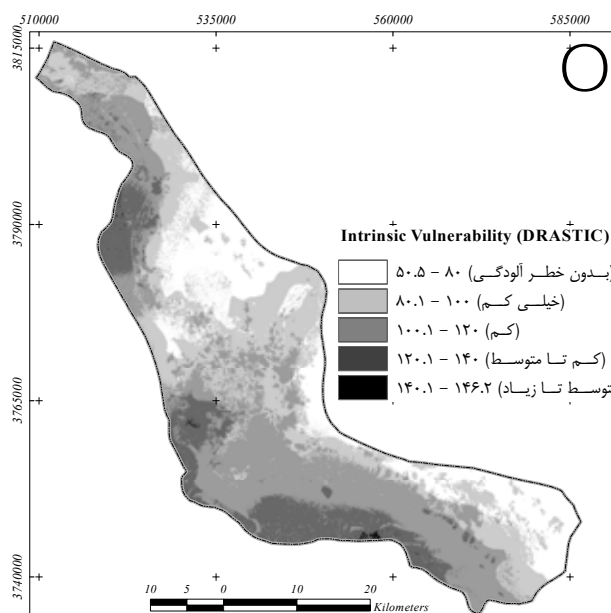 510000 535000 560000 585000
3815000
O
3790000
Intrinsic Vulnerability (DRASTIC)
۵۰.۵ - ۸۰ (بدون خطر آلودگی)
۸۰.۱ - ۱۰۰ (خیلی کم)
۱۰۰.۱ - ۱۲۰ (کم)
۱۲۰.۱ - ۱۴۰ (کم تا متوسط)
3765000
۱۴۰.۱ - ۱۴۶.۲ (متوسط تا زیاد)
3740000
10 5 0 10 20
Kilometers